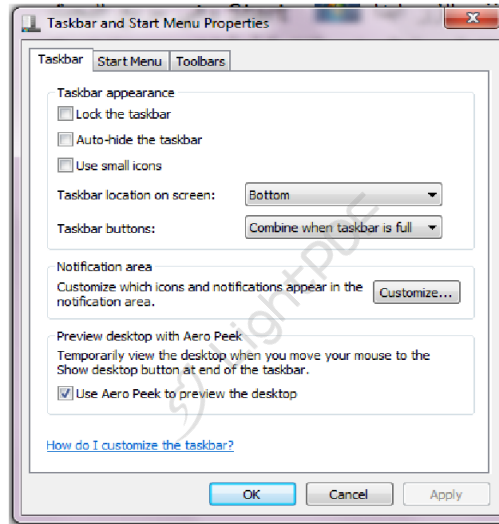 Taskbar and Start Menu Properties
Taskbar
Start Menu
Toolbars
Taskbar appearance
Lock the taskbar
Auto-hide the taskbar
Use small icons
Taskbar location on screen: Bottom
Taskbar buttons: Combine when taskbar is full
Notification area
Customize which icons and notifications appear in the
notification area.
Customize...
Preview desktop with Aero Peek
Temporarily view the desktop when you move your mouse to the
Show desktop button at end of the taskbar.
Use Aero Peek to preview the desktop
How do I customize the taskbar?
OK
Cancel
Apply
LightPDF